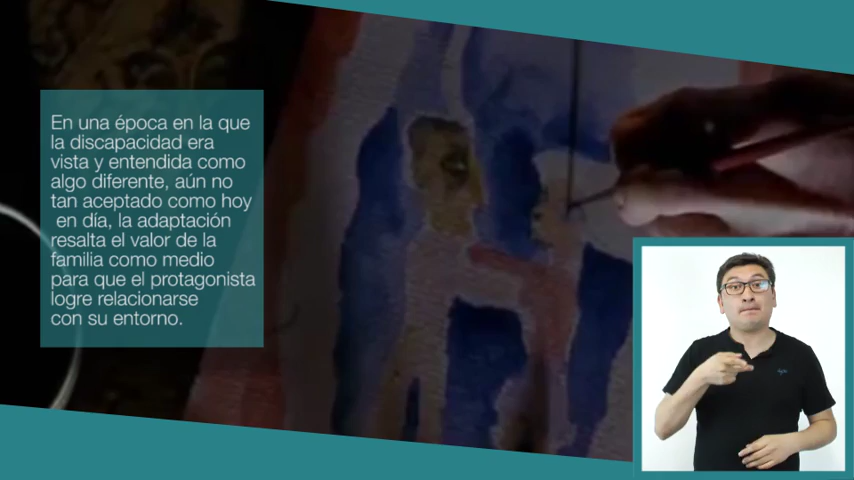 En una época en la que
la discapacidad era
vista y entendida como
algo diferente, aún no
tan aceptado como hoy
en día, la adaptación
resalta el valor de la
familia como medio
para que el protagonista
logre relacionarse
con su entorno.